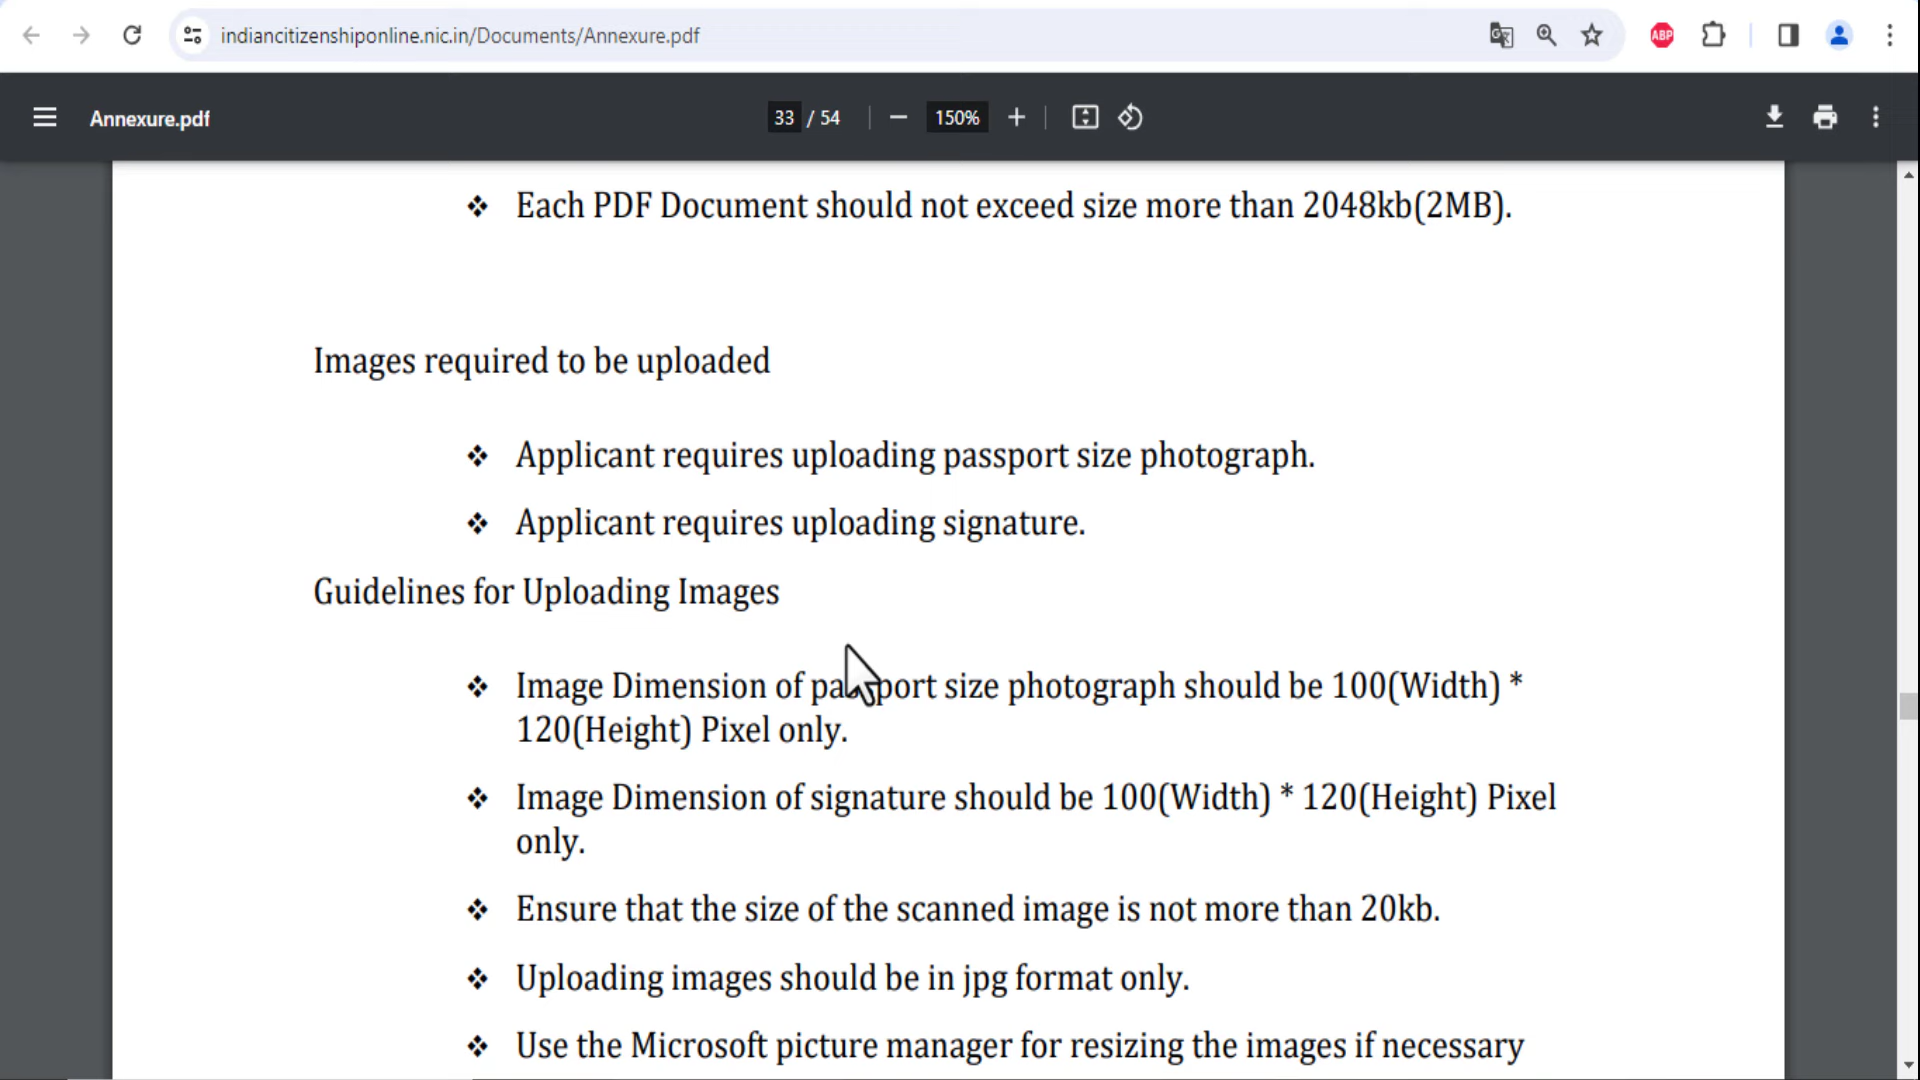 indiancitizenshiponline.nic.in/Documents/Annexure.pdf
ABP
Annexure.pdf
33 / 54
150%
❖ Each PDF Document should not exceed size more than 2048kb(2MB).
Images required to be uploaded
❖ Applicant requires uploading passport size photograph.
❖ Applicant requires uploading signature.
Guidelines for Uploading Images
❖ Image Dimension of passport size photograph should be 100(Width) *
120(Height) Pixel only.
❖ Image Dimension of signature should be 100(Width) * 120(Height) Pixel
only.
❖ Ensure that the size of the scanned image is not more than 20kb.
❖ Uploading images should be in jpg format only.
❖ Use the Microsoft picture manager for resizing the images if necessary